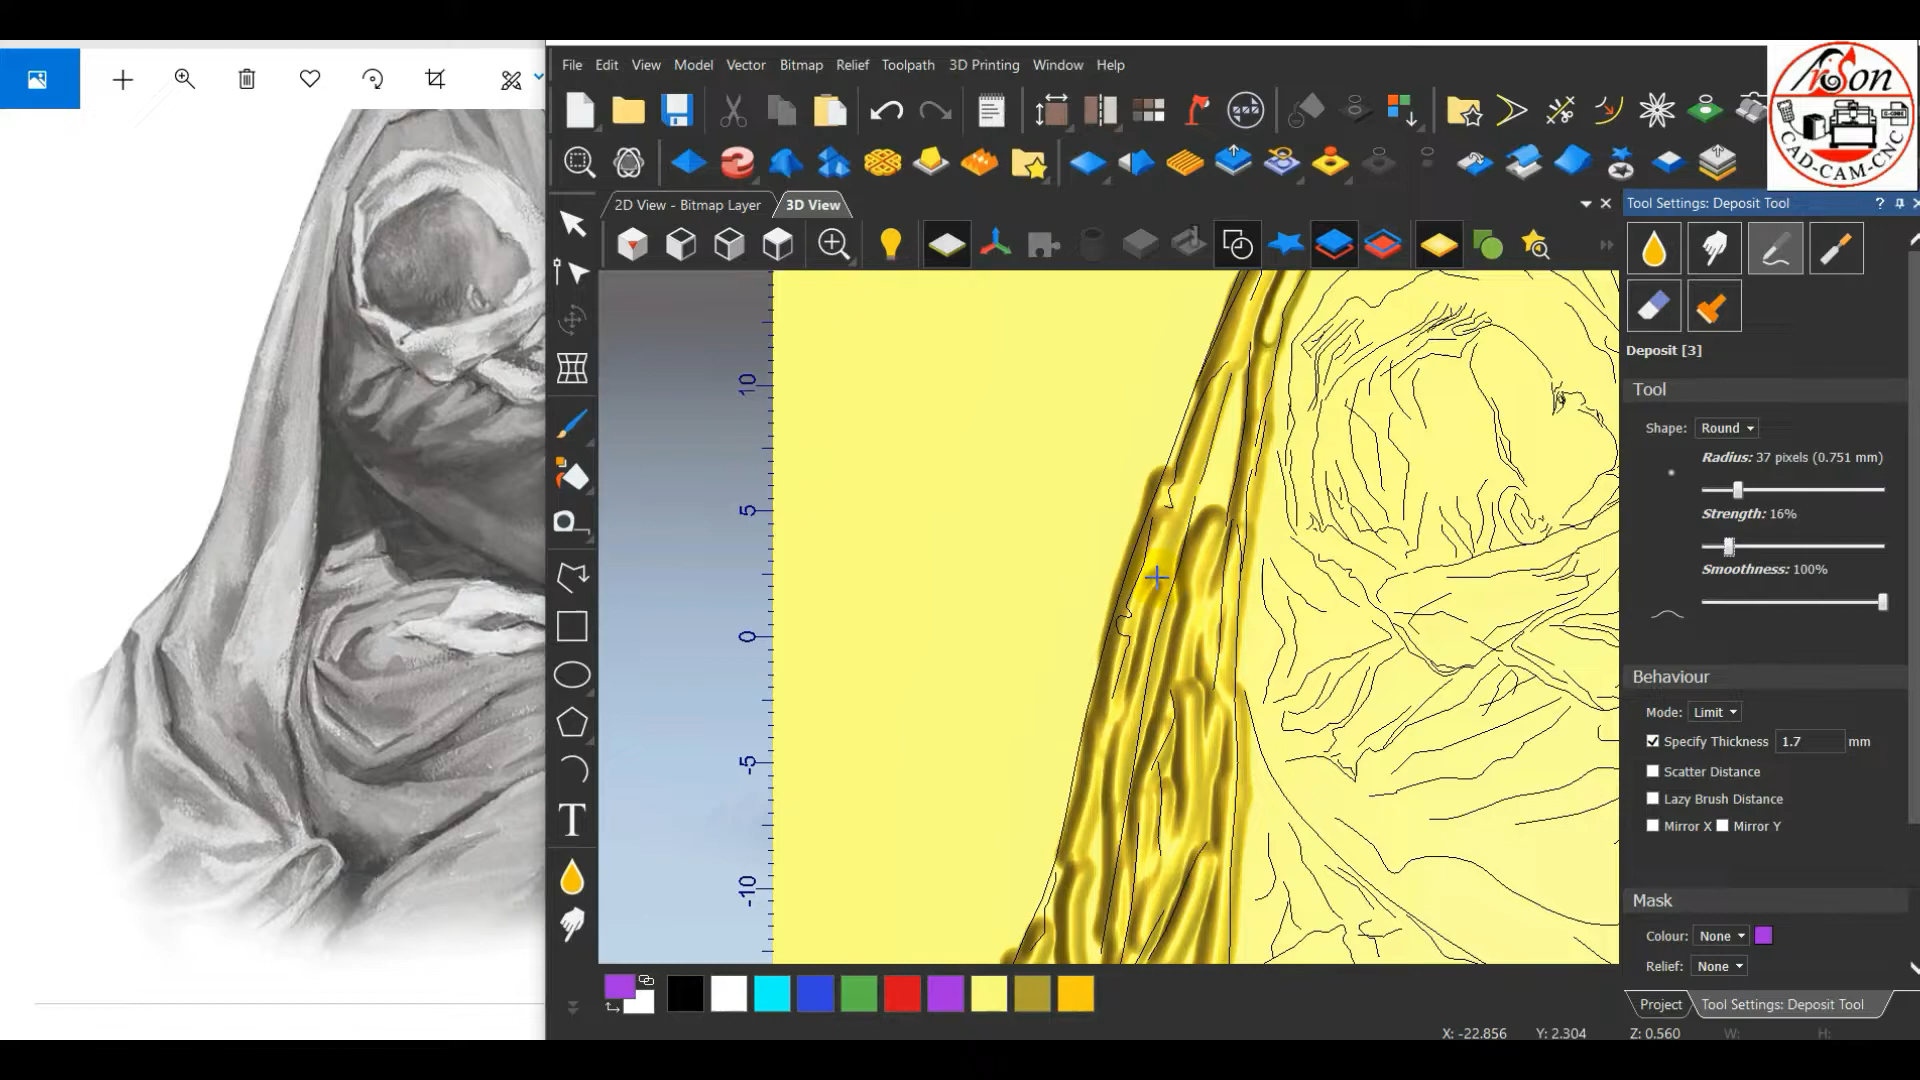 File Edit View Model Vector Bitmap Relief Toolpath 3D Printing Window Help
ArSon
CAD-CAM-CNC
2D View - Bitmap Layer 3D View
Tool Settings: Deposit Tool
Deposit [3]
Tool
Shape: Round
Radius: 37 pixels (0.751 mm)
Strength: 16%
Smoothness: 100%
Behaviour
Mode: Limit
Specify Thickness 1.7 mm
Scatter Distance
Lazy Brush Distance
Mirror X Mirror Y
Mask
Colour: None
Relief: None
Project Tool Settings: Deposit Tool
10
5
0
-5
-10
X: -22.856 Y: 2.304 Z: 0.560 W: H: